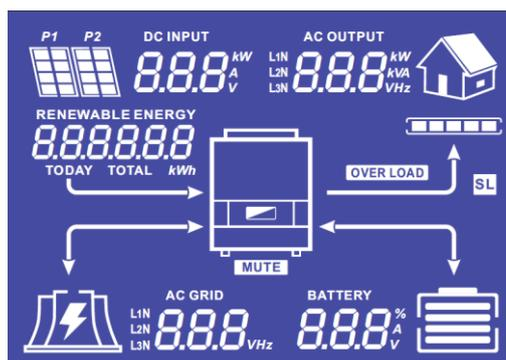 P1 P2 DC INPUT AC OUTPUT
8.8.8 kW A V
L1N L2N L3N 8.8.8 kW kVA VHz
RENEWABLE ENERGY
8.8.8.8.8.8
TODAY TOTAL kWh
OVER LOAD
SL
MUTE
AC GRID BATTERY
L1N L2N L3N 8.8.8 VHz
8.8.8 % A V